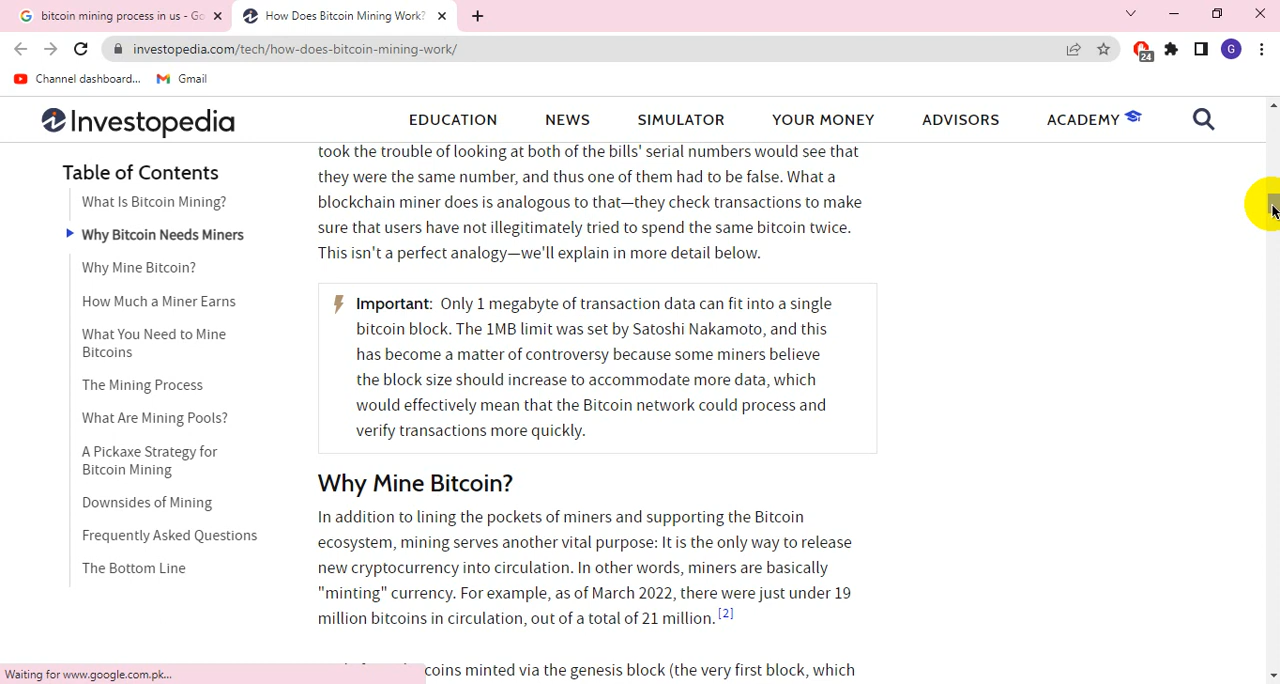 bitcoin mining process in us - Go
How Does Bitcoin Mining Work?
investopedia.com/tech/how-does-bitcoin-mining-work/
24
G
Channel dashboard...
Gmail
Investopedia
EDUCATION
NEWS
SIMULATOR
YOUR MONEY
ADVISORS
ACADEMY
Table of Contents
What Is Bitcoin Mining?
Why Bitcoin Needs Miners
Why Mine Bitcoin?
How Much a Miner Earns
What You Need to Mine
Bitcoins
The Mining Process
What Are Mining Pools?
A Pickaxe Strategy for
Bitcoin Mining
Downsides of Mining
Frequently Asked Questions
The Bottom Line
took the trouble of looking at both of the bills' serial numbers would see that
they were the same number, and thus one of them had to be false. What a
blockchain miner does is analogous to that—they check transactions to make
sure that users have not illegitimately tried to spend the same bitcoin twice.
This isn't a perfect analogy—we'll explain in more detail below.
Important: Only 1 megabyte of transaction data can fit into a single
bitcoin block. The 1MB limit was set by Satoshi Nakamoto, and this
has become a matter of controversy because some miners believe
the block size should increase to accommodate more data, which
would effectively mean that the Bitcoin network could process and
verify transactions more quickly.
Why Mine Bitcoin?
In addition to lining the pockets of miners and supporting the Bitcoin
ecosystem, mining serves another vital purpose: It is the only way to release
new cryptocurrency into circulation. In other words, miners are basically
"minting" currency. For example, as of March 2022, there were just under 19
million bitcoins in circulation, out of a total of 21 million.[2]
coins minted via the genesis block (the very first block, which
Waiting for www.google.com.pk...